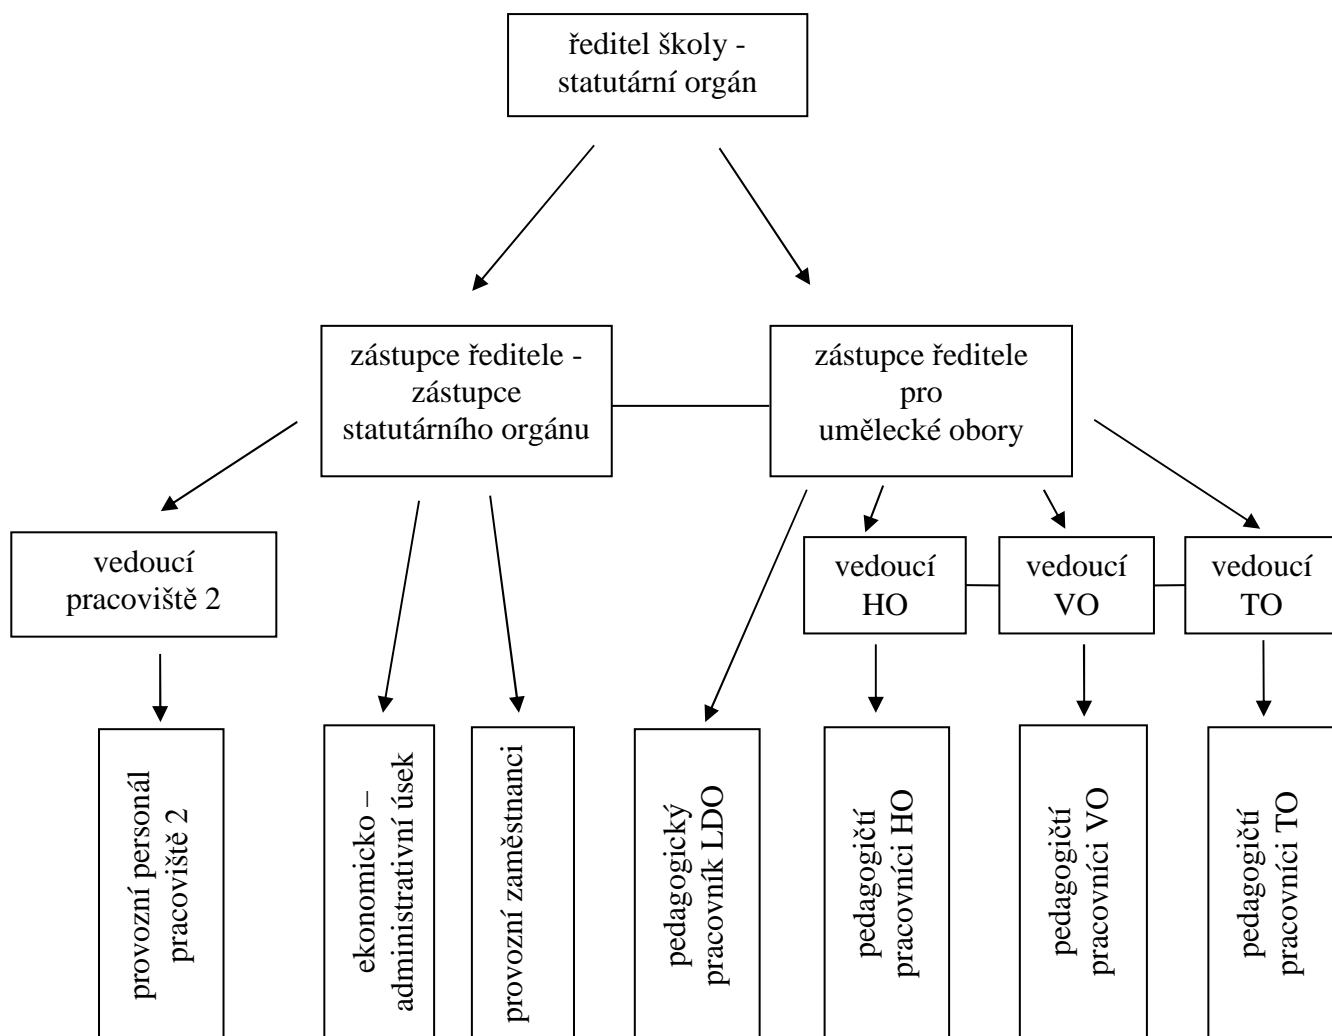 ředitel školy -
statutární orgán
zástupce ředitele -
zástupce
statutárního orgánu
zástupce ředitele
pro
umělecké obory
vedoucí
pracoviště 2
vedoucí
HO
vedoucí
VO
vedoucí
TO
provozní personál
pracoviště 2
ekonomicko –
administrativní úsek
provozní zaměstnanci
pedagogický
pracovník LDO
pedagogičtí
pracovníci HO
pedagogičtí
pracovníci VO
pedagogičtí
pracovníci TO